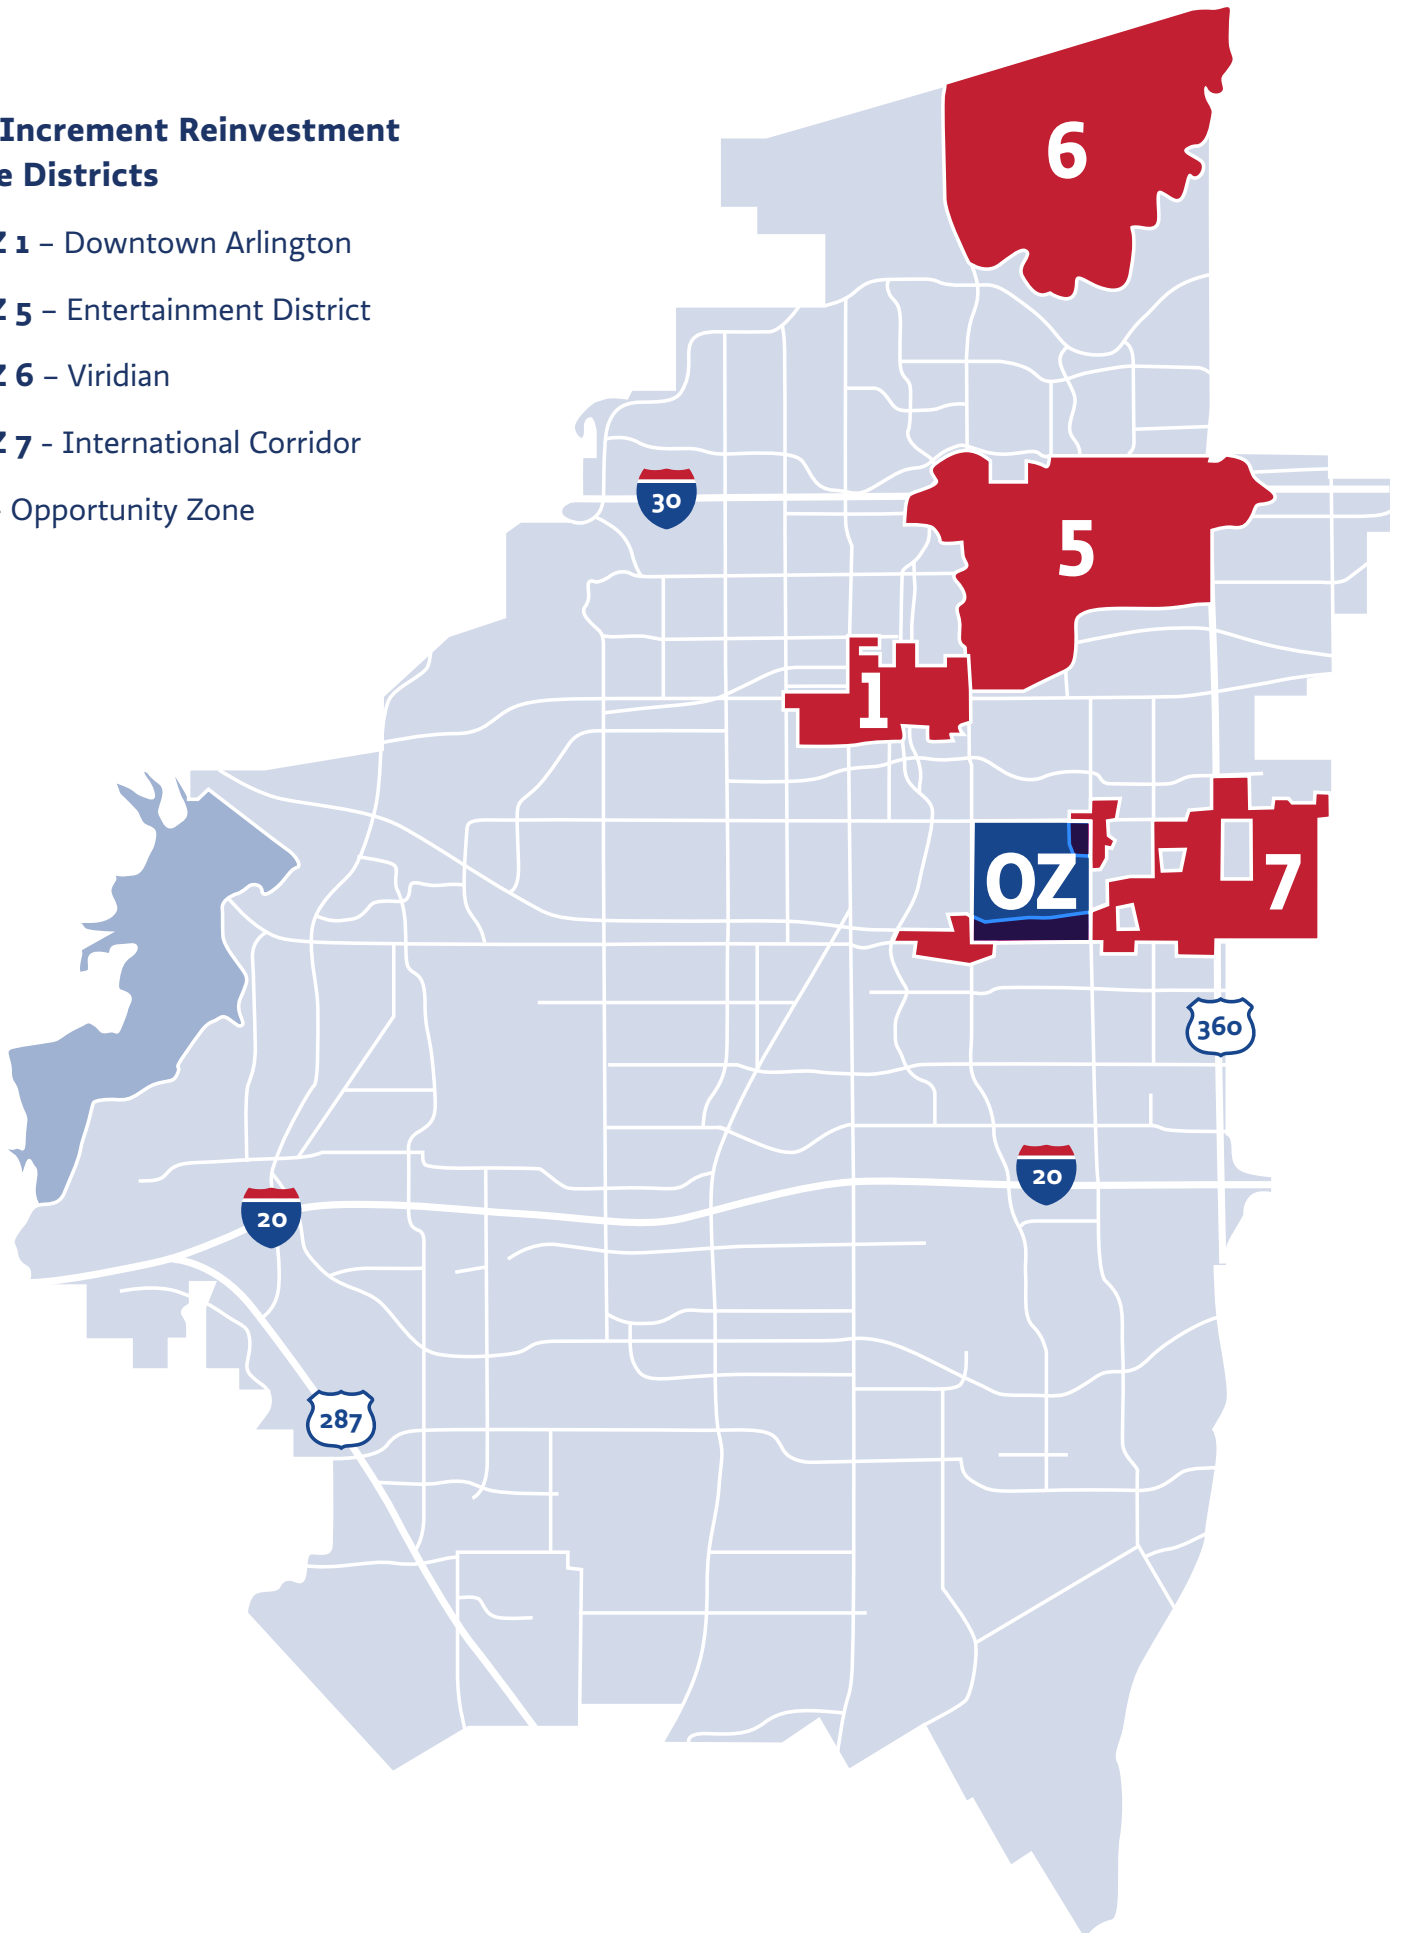 Increment Reinvestment
e Districts
Z 1 – Downtown Arlington
Z 5 – Entertainment District
Z 6 – Viridian
Z 7 - International Corridor
- Opportunity Zone
6
30
5
1
OZ
7
360
20
20
287